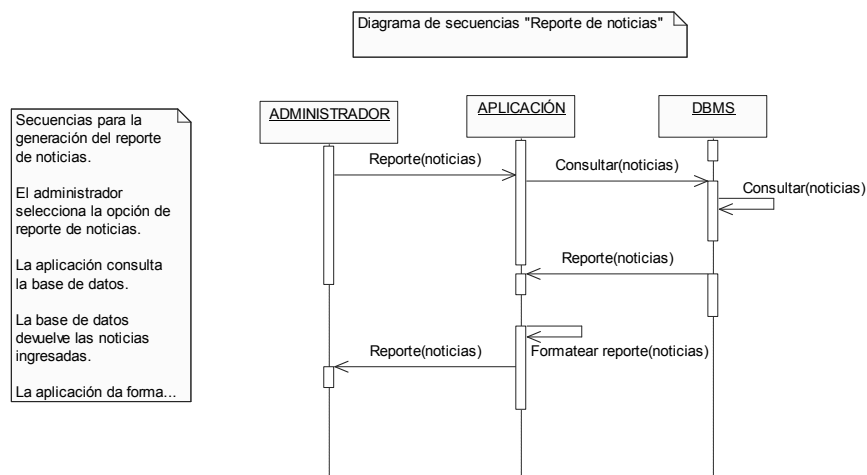 Diagrama de secuencias "Reporte de noticias"
Secuencias para la
generación del reporte
de noticias.
El administrador
selecciona la opción de
reporte de noticias.
La aplicación consulta
la base de datos.
La base de datos
devuelve las noticias
ingresadas.
La aplicación da forma...
ADMINISTRADOR
APLICACIÓN
DBMS
Reporte(noticias)
Consultar(noticias)
Consultar(noticias)
Reporte(noticias)
Formatear reporte(noticias)
Reporte(noticias)